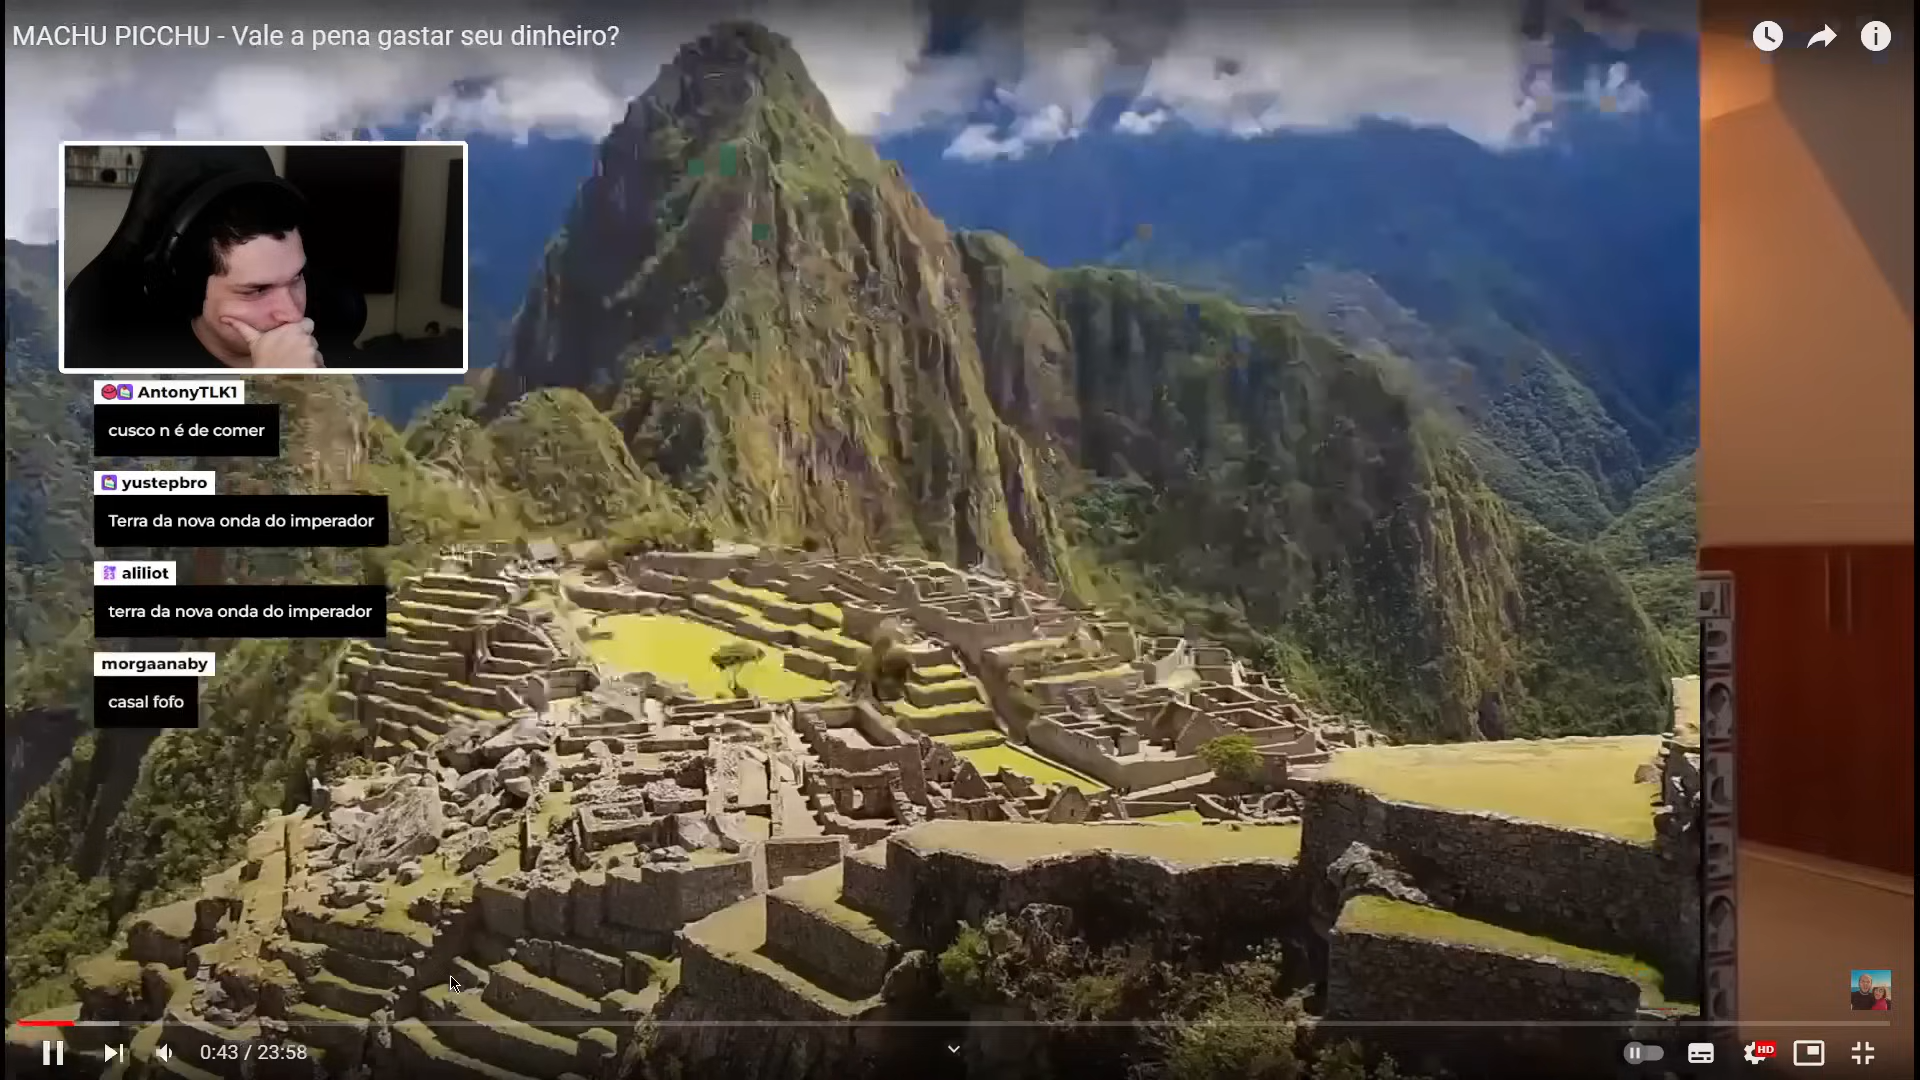 MACHU PICCHU - Vale a pena gastar seu dinheiro?
AntonyTLK1
cusco n é de comer
yustepbro
Terra da nova onda do imperador
aliliot
terra da nova onda do imperador
morgaanaby
casal fofo
0:43 / 23:58
HD